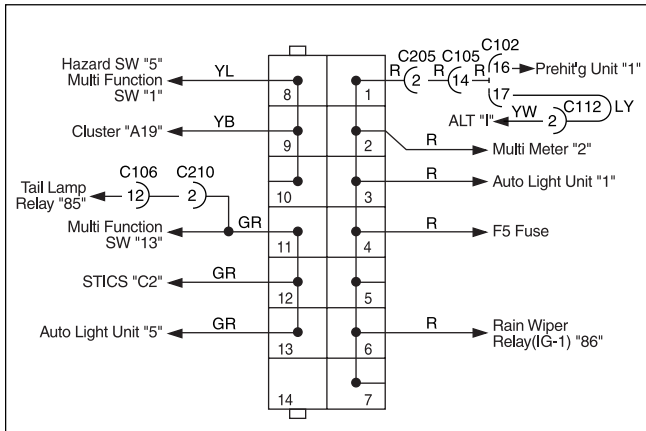 Hazard SW "5"
Multi Function
SW "1"
YL
8
1
R
C205
2
R
C105
14
R
C102
16
Prehit'g Unit "1"
17
LY
ALT "I"
YW
2
C112
Cluster "A19"
YB
9
2
R
Multi Meter "2"
C106
12
C210
2
Tail Lamp
Relay "85"
10
3
R
Auto Light Unit "1"
Multi Function
SW "13"
GR
11
4
R
F5 Fuse
STICS "C2"
GR
12
5
Auto Light Unit "5"
GR
13
6
R
Rain Wiper
Relay(IG-1) "86"
14
7